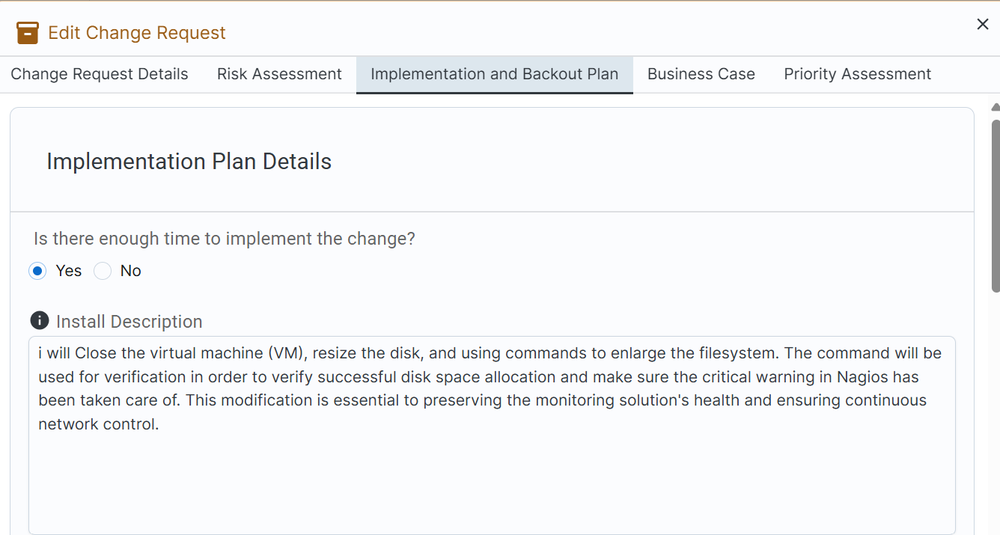 Edit Change Request
Change Request Details Risk Assessment Implementation and Backout Plan Business Case Priority Assessment
Implementation Plan Details
Is there enough time to implement the change?
Yes No
Install Description
i will Close the virtual machine (VM), resize the disk, and using commands to enlarge the filesystem. The command will be
used for verification in order to verify successful disk space allocation and make sure the critical warning in Nagios has
been taken care of. This modification is essential to preserving the monitoring solution's health and ensuring continuous
network control.